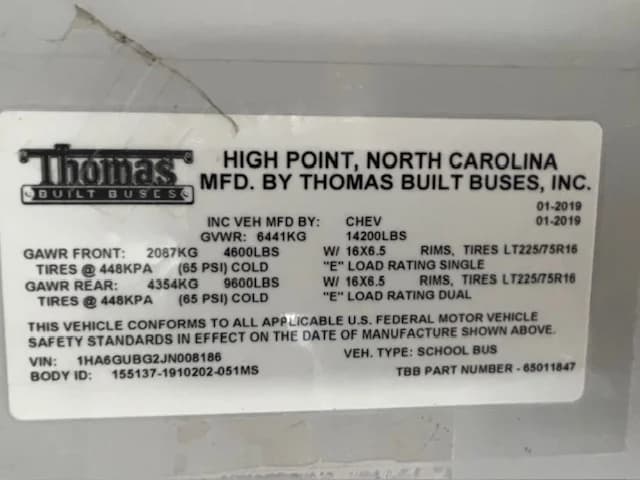 Thomas
BUILT BUSES
HIGH POINT, NORTH CAROLINA
MFD. BY THOMAS BUILT BUSES, INC.
01-2019
INC VEH MFD BY: CHEV 01-2019
GVWR: 6441KG 14200LBS
GAWR FRONT: 2087KG 4600LBS W/ 16X6.5 RIMS, TIRES LT225/75R16
TIRES @ 448KPA (65 PSI) COLD "E" LOAD RATING SINGLE
GAWR REAR: 4354KG 9600LBS W/ 16X6.5 RIMS, TIRES LT225/75R16
TIRES @ 448KPA (65 PSI) COLD "E" LOAD RATING DUAL
THIS VEHICLE CONFORMS TO ALL APPLICABLE U.S. FEDERAL MOTOR VEHICLE
SAFETY STANDARDS IN EFFECT ON THE DATE OF MANUFACTURE SHOWN ABOVE.
VIN: 1HA6GUBG2JN008186 VEH. TYPE: SCHOOL BUS
BODY ID: 155137-1910202-051MS TBB PART NUMBER - 65011847